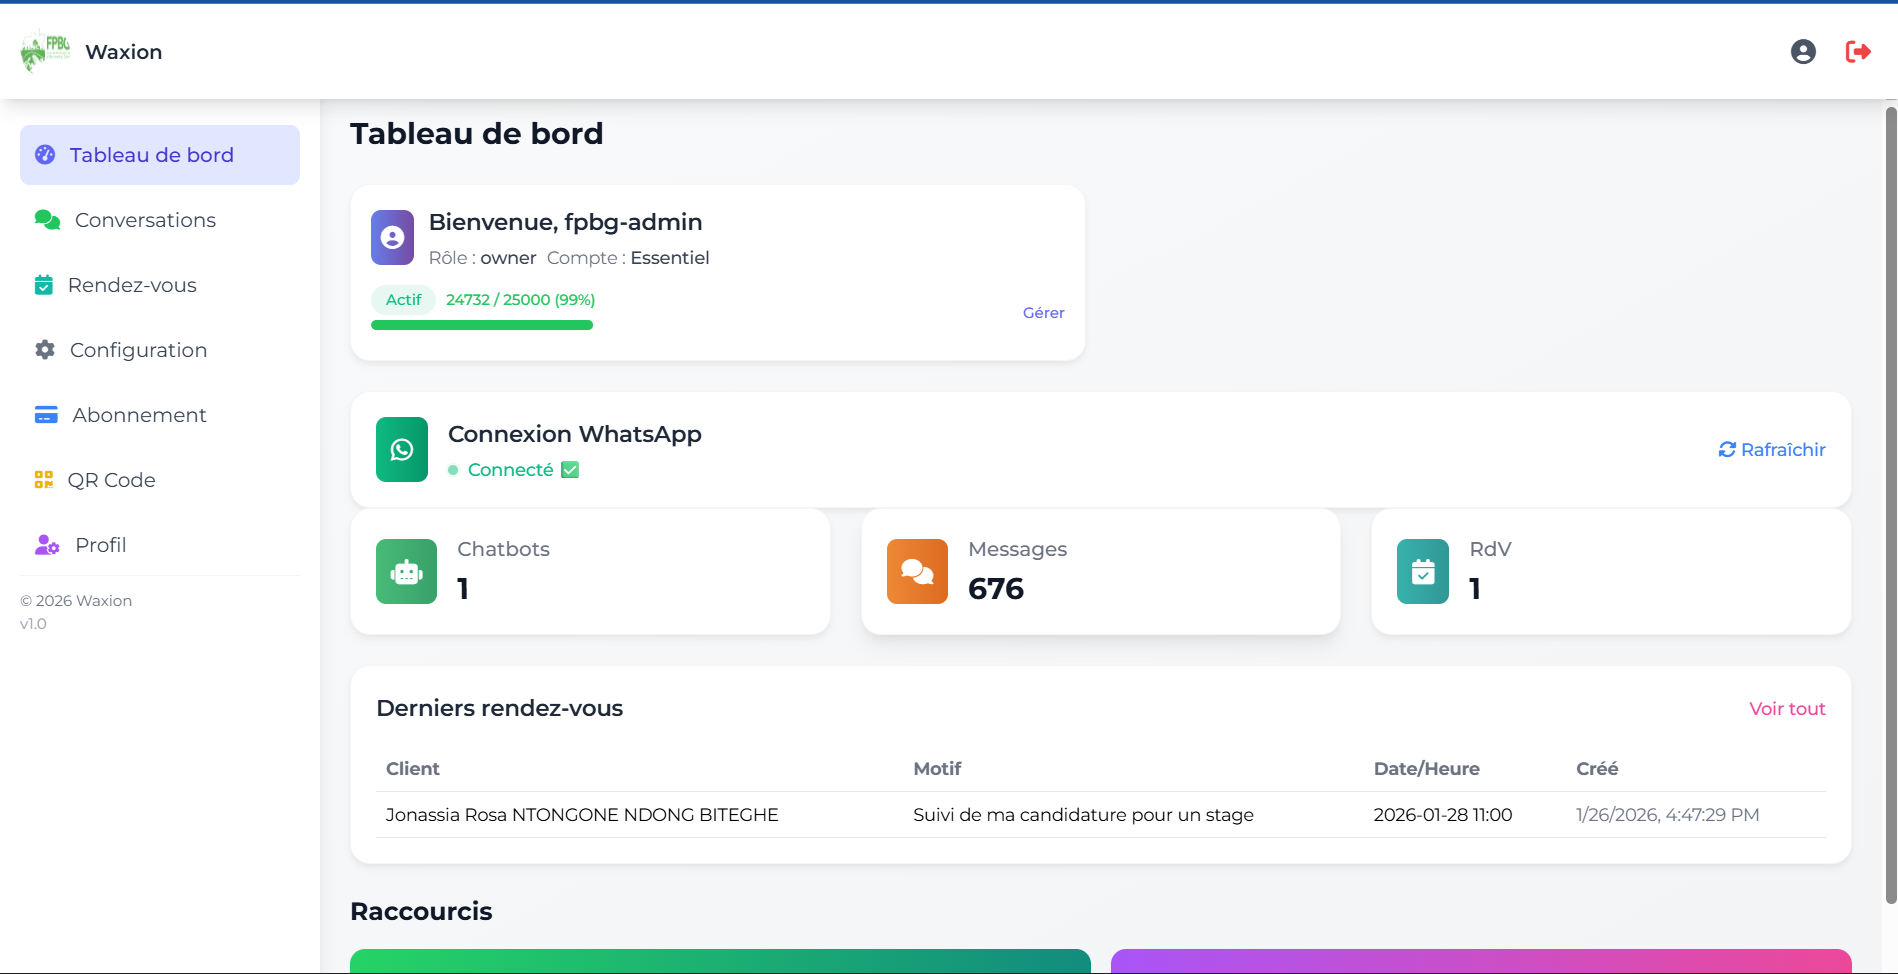 FPBG
Waxion
Tableau de bord
Conversations
Rendez-vous
Configuration
Abonnement
QR Code
Profil
© 2026 Waxion
v1.0
Tableau de bord
Bienvenue, fpbg-admin
Rôle : owner Compte : Essentiel
Actif 24732 / 25000 (99%)
Gérer
Connexion WhatsApp
Connecté ✅
Rafraîchir
Chatbots
1
Messages
676
RdV
1
Derniers rendez-vous
Voir tout
Client Motif Date/Heure Créé
Jonassia Rosa NTONGONE NDONG BITEGHE Suivi de ma candidature pour un stage 2026-01-28 11:00 1/26/2026, 4:47:29 PM
Raccourcis